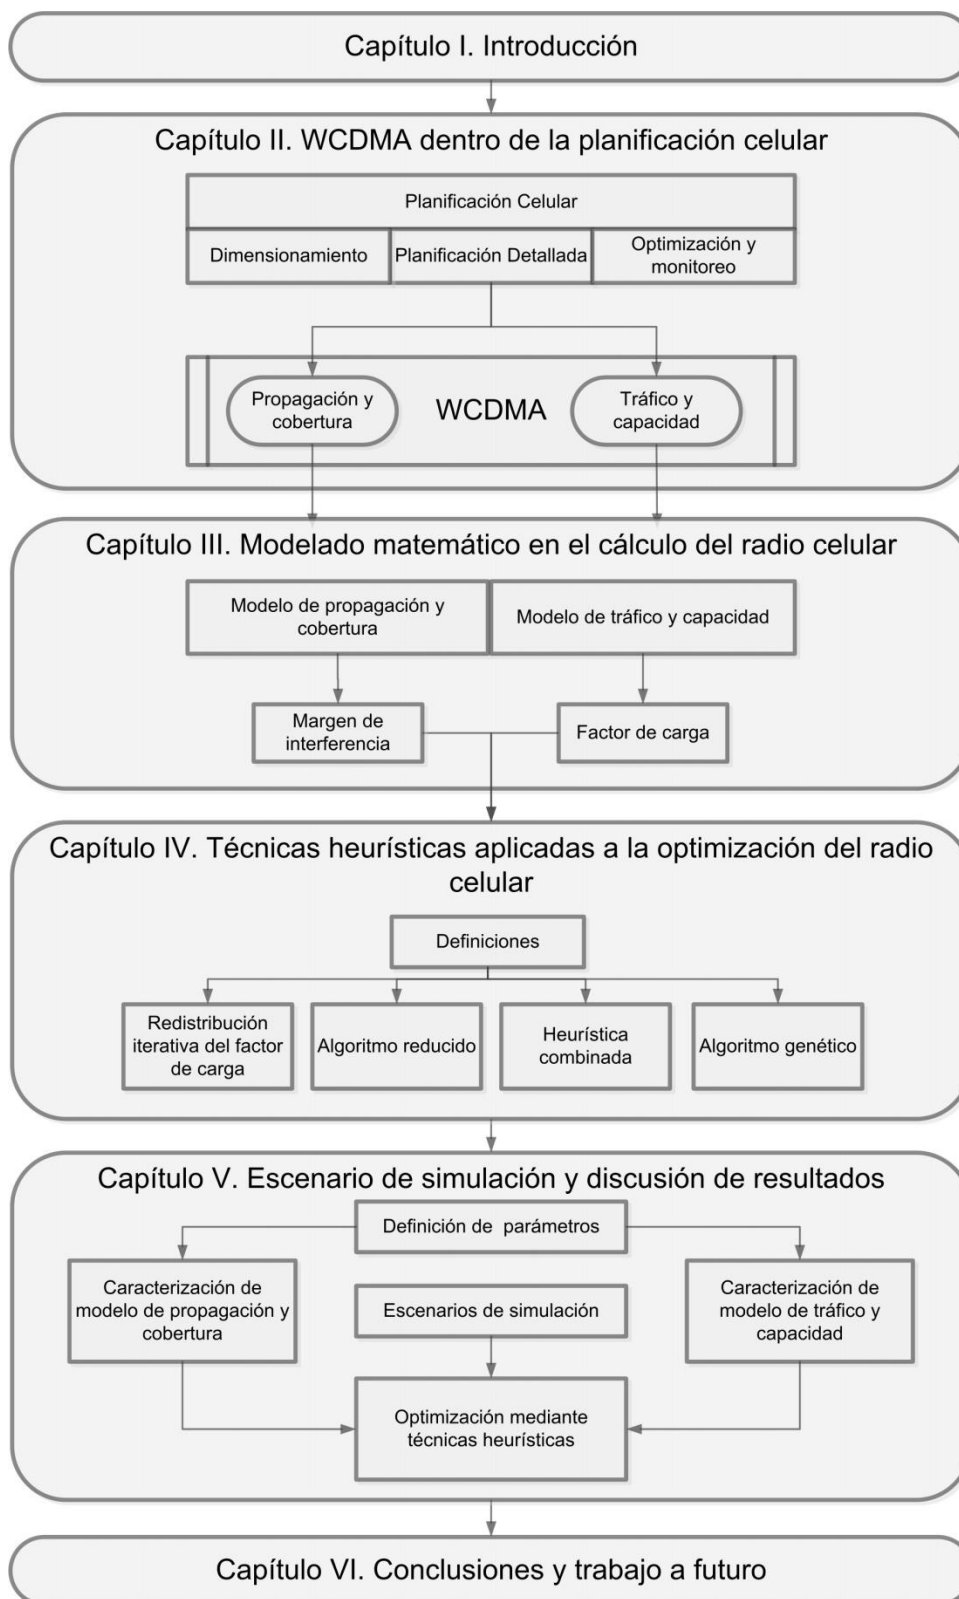 Capítulo I. Introducción
Capítulo II. WCDMA dentro de la planificación celular
Planificación Celular
Dimensionamiento
Planificación Detallada
Optimización y
monitoreo
Propagación y
cobertura
WCDMA
Tráfico y
capacidad
Capítulo III. Modelado matemático en el cálculo del radio celular
Modelo de propagación y
cobertura
Modelo de tráfico y capacidad
Margen de
interferencia
Factor de carga
Capítulo IV. Técnicas heurísticas aplicadas a la optimización del radio
celular
Definiciones
Redistribución
iterativa del factor
de carga
Algoritmo reducido
Heurística
combinada
Algoritmo genético
Capítulo V. Escenario de simulación y discusión de resultados
Definición de parámetros
Caracterización de
modelo de propagación y
cobertura
Escenarios de simulación
Caracterización de
modelo de tráfico y
capacidad
Optimización mediante
técnicas heurísticas
Capítulo VI. Conclusiones y trabajo a futuro